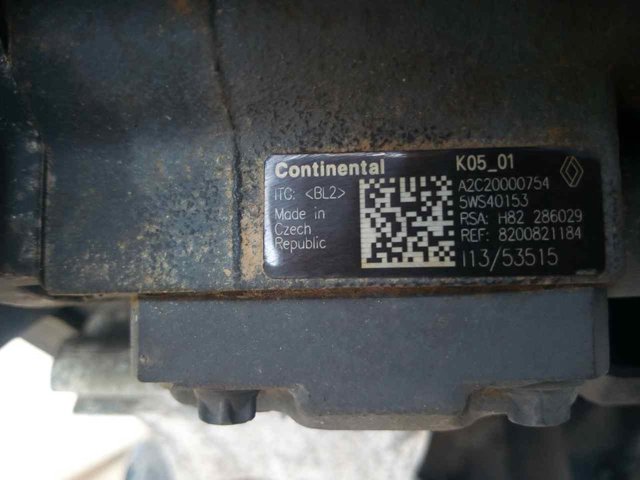 Continental
ITC: <BL2>
Made in
Czech
Republic
K05_01
A2C20000754
5WS40153
RSA: H82 286029
REF: 8200821184
I13/53515